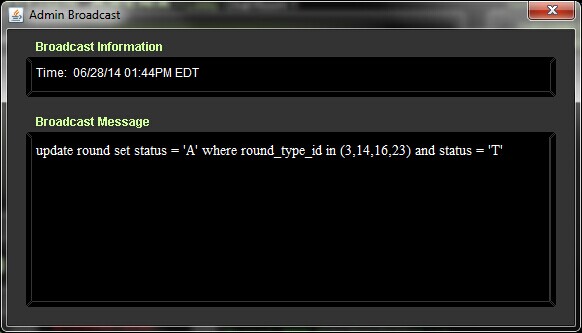 Admin Broadcast
Broadcast Information
Time: 06/28/14 01:44PM EDT
Broadcast Message
update round set status = 'A' where round_type_id in (3,14,16,23) and status = 'T'